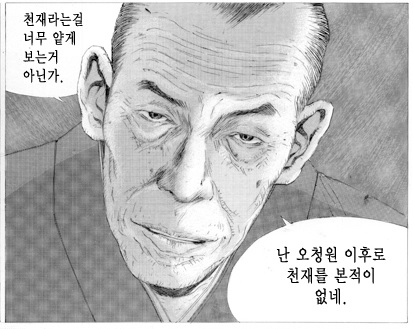 천재라는걸
너무 얕게
보는거
아닌가.
난 오청원 이후로
천재를 본적이
없네.